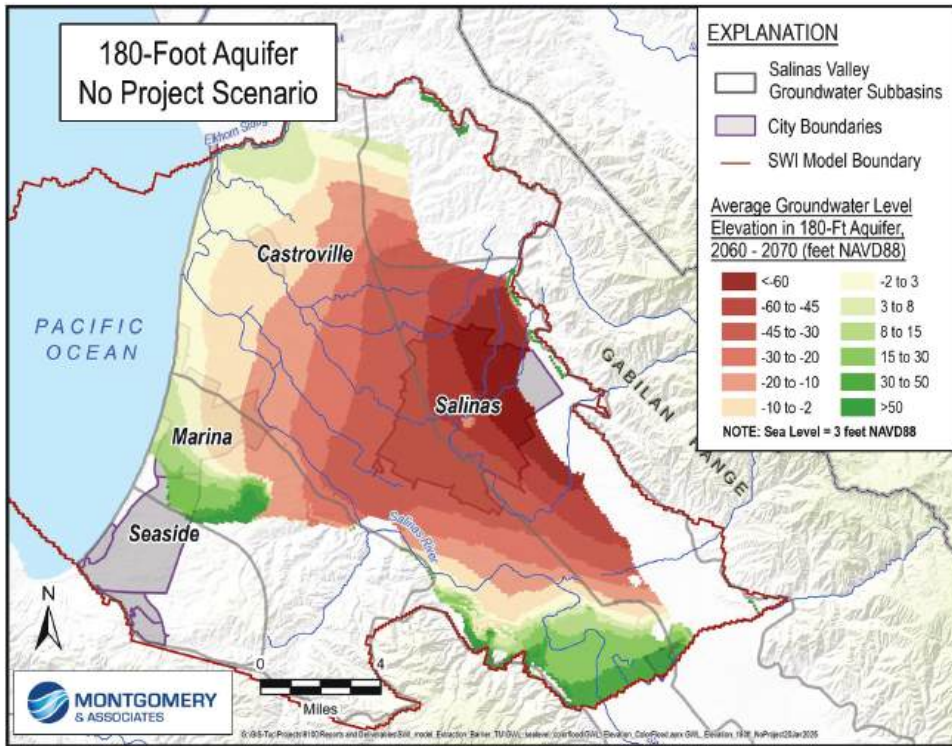 180-Foot Aquifer
No Project Scenario
EXPLANATION
Salinas Valley
Groundwater Subbasins
City Boundaries
SWI Model Boundary
Average Groundwater Level
Elevation in 180-Ft Aquifer,
2060 - 2070 (feet NAVD88)
<-60
-60 to -45
-45 to -30
-30 to -20
-20 to -10
-10 to -2
-2 to 3
3 to 8
8 to 15
15 to 30
30 to 50
>50
NOTE: Sea Level = 3 feet NAVD88
Elkhorn Slough
Castroville
PACIFIC
OCEAN
GABILAN RANGE
Salinas
Marina
Seaside
Salinas River
N
0 4
Miles
MONTGOMERY
& ASSOCIATES